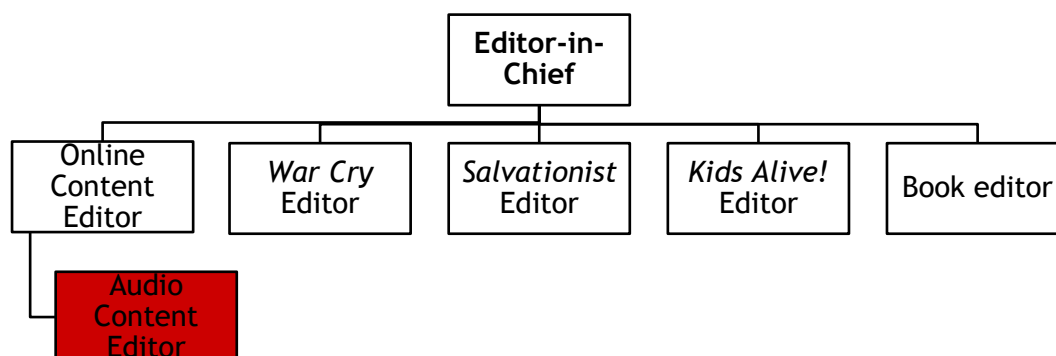 Editor-in-
Chief
Online
Content
Editor
War Cry
Editor
Salvationist
Editor
Kids Alive!
Editor
Book editor
Audio
Content
Editor